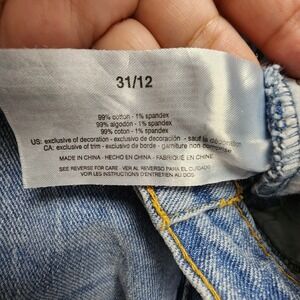 31/12
99% cotton - 1% spandex
99% algodón - 1% spandex
99% coton - 1% spandex
US: exclusive of decoration - exclusivo de decoración - sauf la décoration
CA: exclusive of trim - exclusivo de borde - garniture non comprise
MADE IN CHINA - HECHO EN CHINA - FABRIQUÉ EN CHINE
SEE REVERSE FOR CARE - VER AL REVERSO PARA EL CUIDADO
VOIR LES INSTRUCTIONS D'ENTRETIEN AU DOS